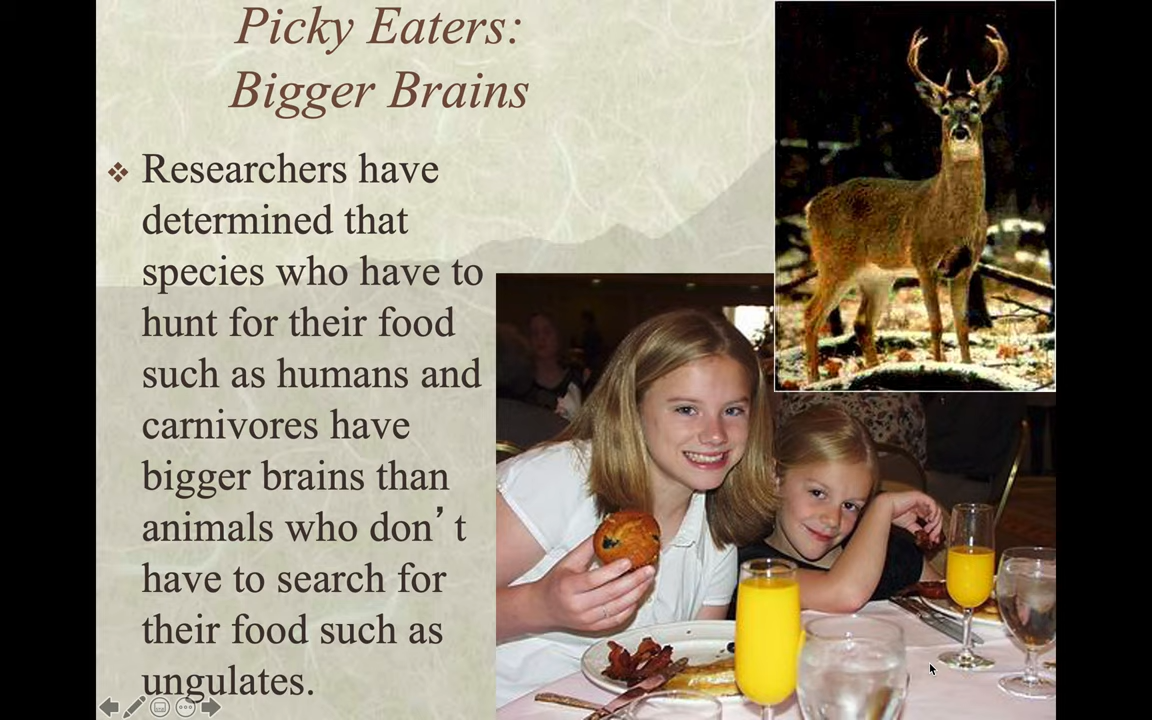 Picky Eaters:
Bigger Brains
Researchers have
determined that
species who have to
hunt for their food
such as humans and
carnivores have
bigger brains than
animals who don’t
have to search for
their food such as
ungulates.